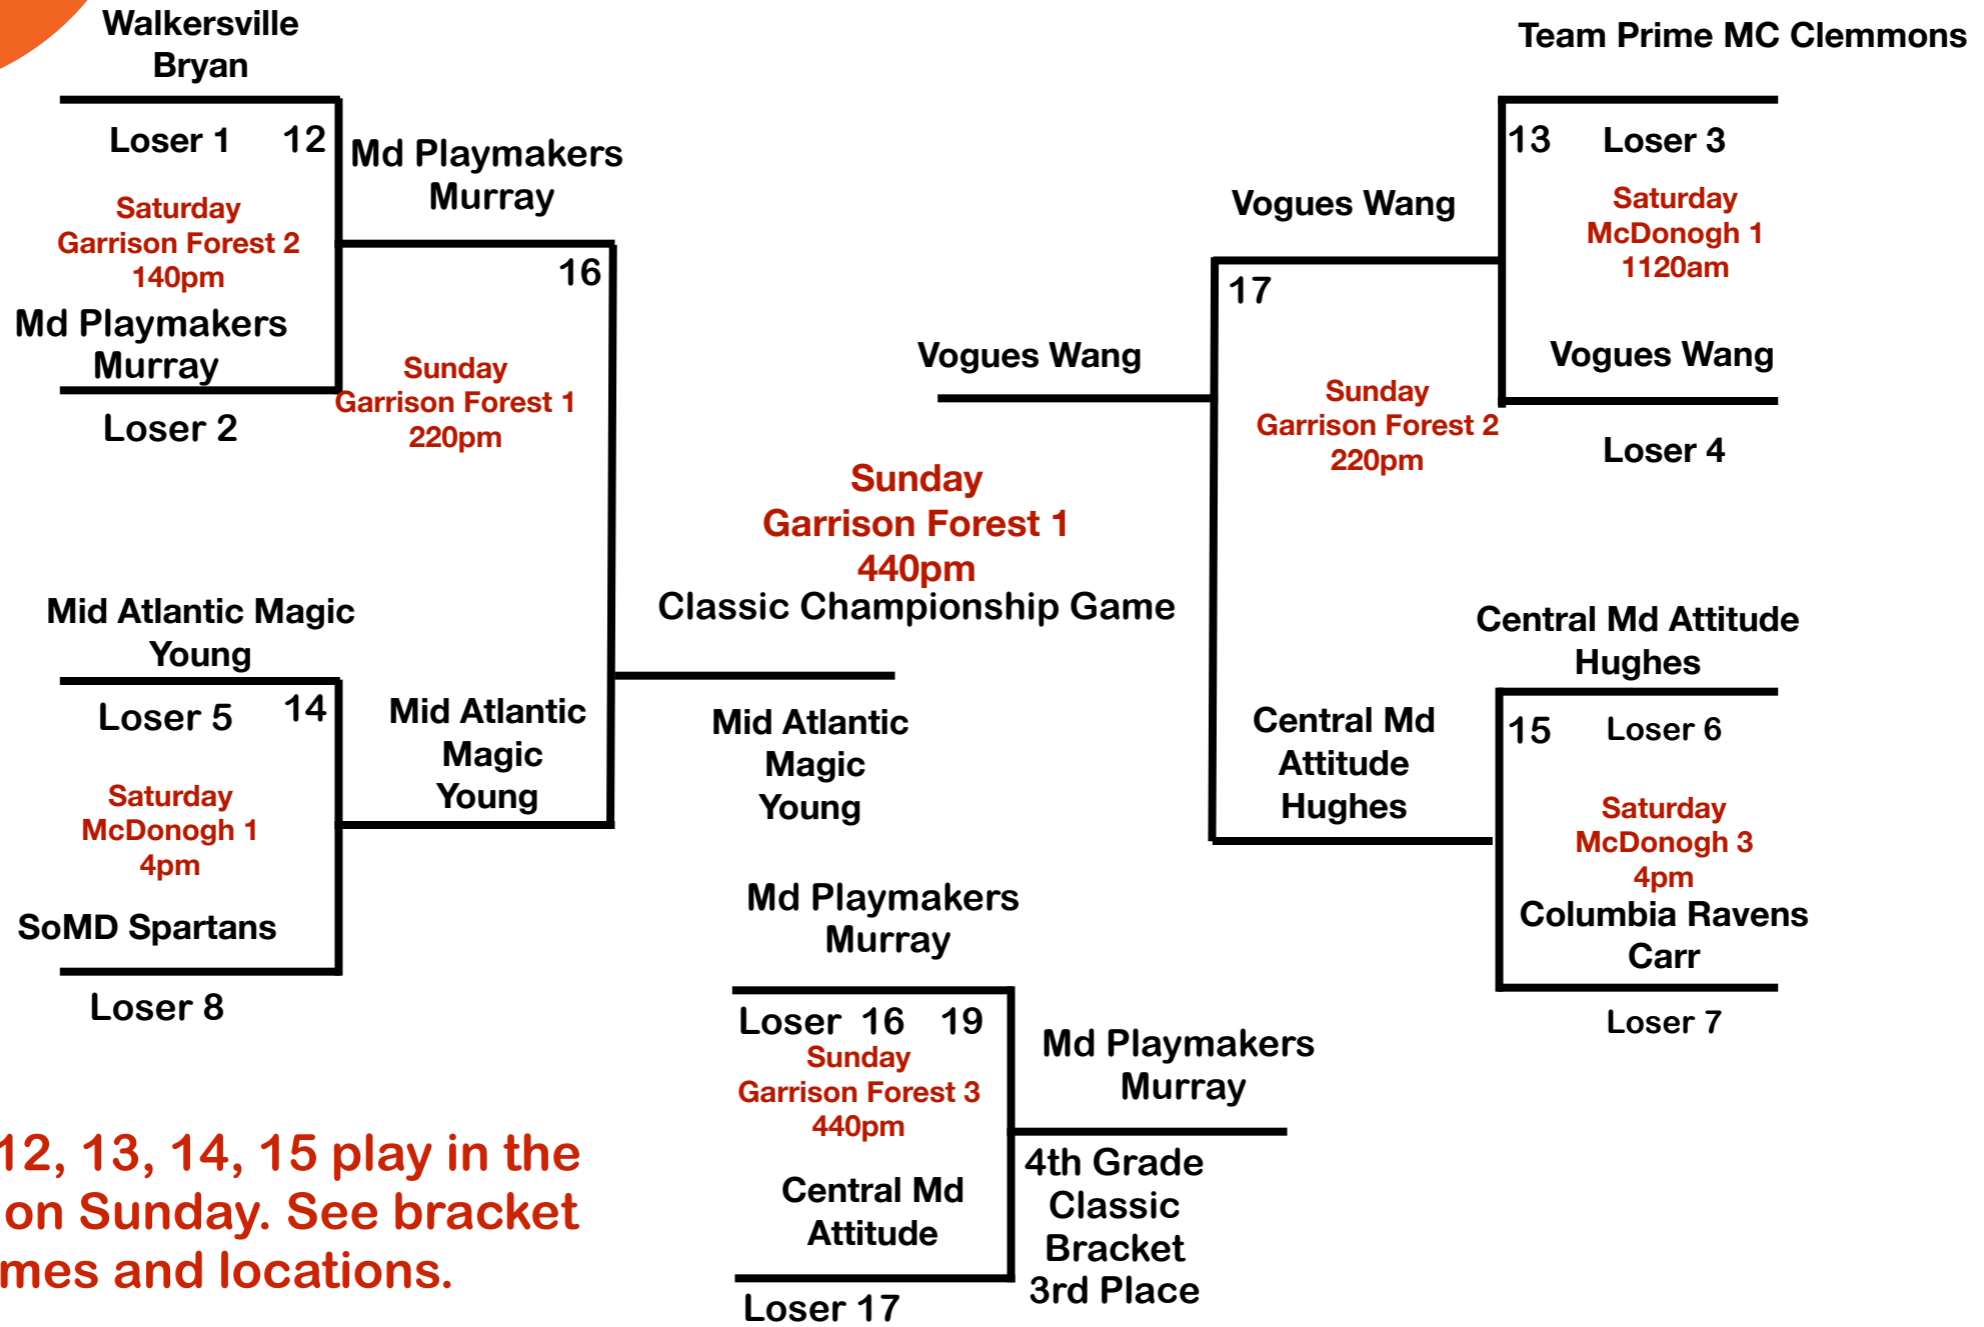 Walkersville
Bryan
Loser 1
12
Saturday
Garrison Forest 2
140pm
Md Playmakers
Murray
Loser 2
Md Playmakers
Murray
16
Sunday
Garrison Forest 1
220pm
Mid Atlantic Magic
Young
Loser 5
14
Saturday
McDonogh 1
4pm
SoMD Spartans
Loser 8
Mid Atlantic
Magic
Young
Vogues Wang
Sunday
Garrison Forest 1
440pm
Classic Championship Game
Mid Atlantic
Magic
Young
Team Prime MC Clemmons
13
Loser 3
Saturday
McDonogh 1
1120am
Vogues Wang
Loser 4
Vogues Wang
17
Sunday
Garrison Forest 2
220pm
Central Md Attitude
Hughes
15
Loser 6
Saturday
McDonogh 3
4pm
Columbia Ravens
Carr
Loser 7
Central Md
Attitude
Hughes
Md Playmakers
Murray
Loser 16
19
Sunday
Garrison Forest 3
440pm
Central Md
Attitude
Loser 17
Md Playmakers
Murray
4th Grade
Classic
Bracket
3rd Place
12, 13, 14, 15 play in the
on Sunday. See bracket
mes and locations.